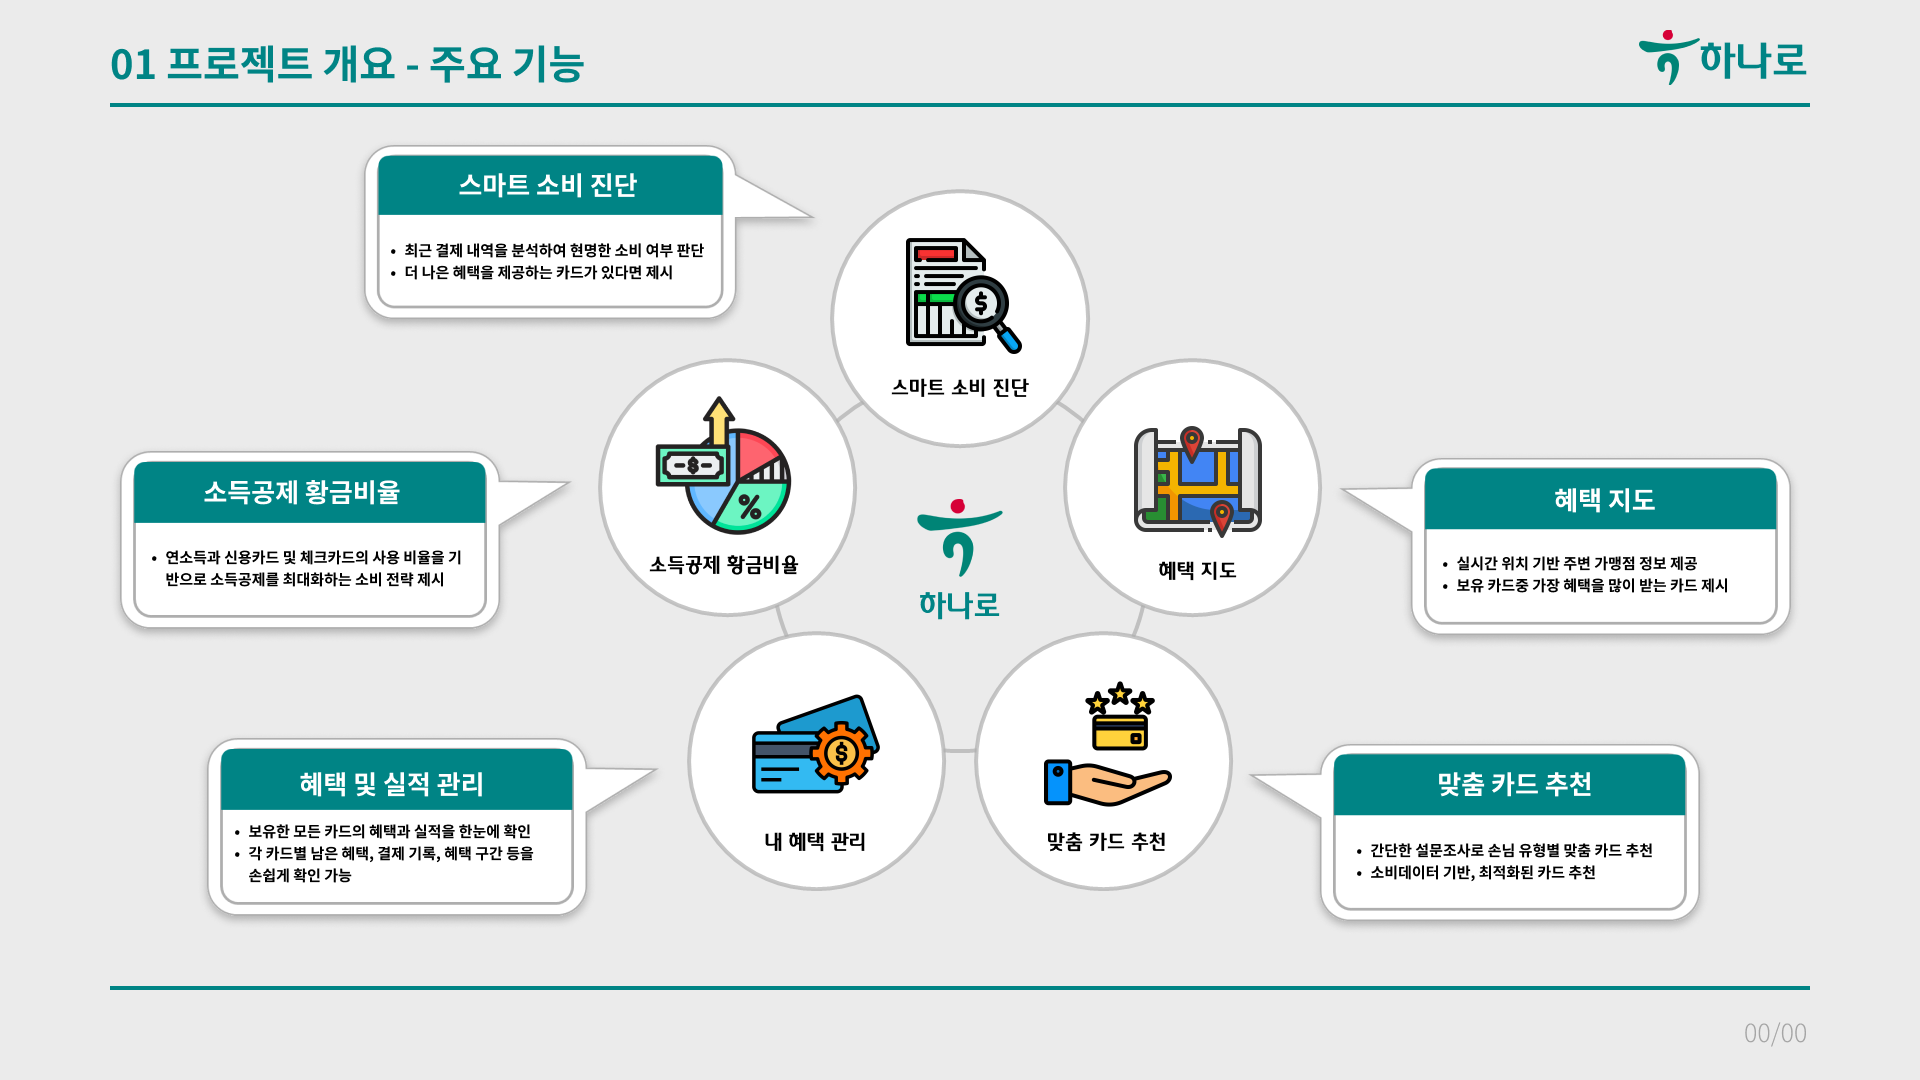 01 프로젝트 개요 - 주요 기능
하나로
스마트 소비 진단
• 최근 결제 내역을 분석하여 현명한 소비 여부 판단
• 더 나은 혜택을 제공하는 카드가 있다면 제시
$
스마트 소비 진단
소득공제 황금비율
• 연소득과 신용카드 및 체크카드의 사용 비율을 기
반으로 소득공제를 최대화하는 소비 전략 제시
-$-
%
소득공제 황금비율
하나로
혜택 지도
혜택 지도
• 실시간 위치 기반 주변 가맹점 정보 제공
• 보유 카드중 가장 혜택을 많이 받는 카드 제시
혜택 및 실적 관리
• 보유한 모든 카드의 혜택과 실적을 한눈에 확인
• 각 카드별 남은 혜택, 결제 기록, 혜택 구간 등을
손쉽게 확인 가능
$
내 혜택 관리
맞춤 카드 추천
맞춤 카드 추천
• 간단한 설문조사로 손님 유형별 맞춤 카드 추천
• 소비데이터 기반, 최적화된 카드 추천
00/00